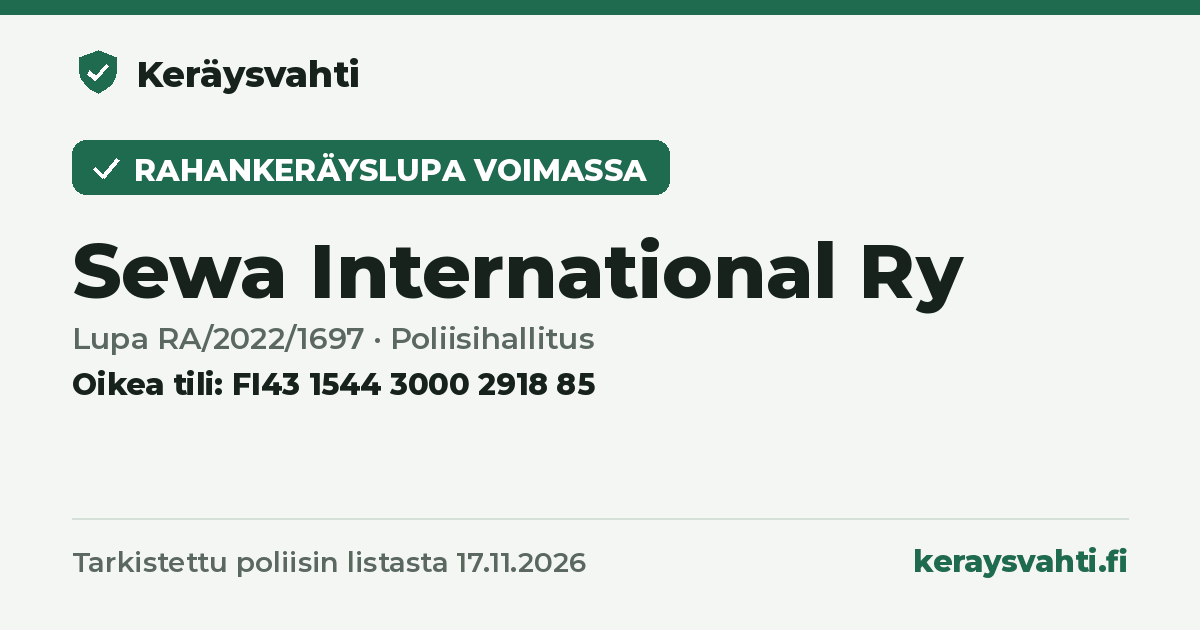 Keräysvahti
RAHANKERÄYSLUPA VOIMASSA
Sewa International Ry
Lupa RA/2022/1697 · Poliisihallitus
Oikea tili: FI43 1544 3000 2918 85
Tarkistettu poliisin listasta 17.11.2026
keraysvahti.fi